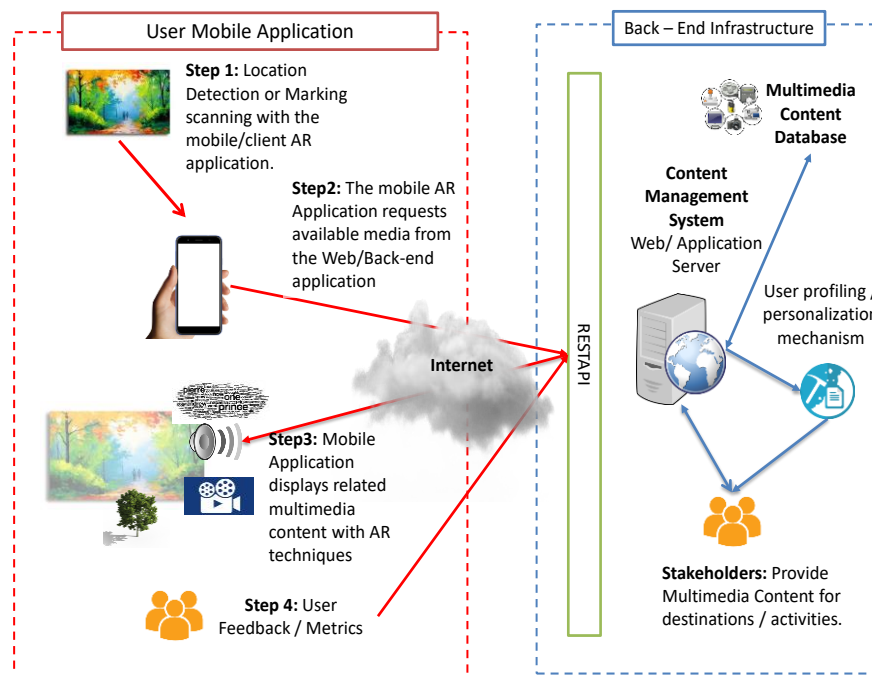 User Mobile Application
Step 1: Location
Detection or Marking
scanning with the
mobile/client AR
application.
Step2: The mobile AR
Application requests
available media from
the Web/Back-end
application
Internet
pierre
one
prince
Step3: Mobile
Application
displays related
multimedia
content with AR
techniques
Step 4: User
Feedback / Metrics
RESTAPI
Back – End Infrastructure
Multimedia
Content
Database
Content
Management
System
Web/ Application
Server
User profiling /
personalization
mechanism
Stakeholders: Provide
Multimedia Content for
destinations / activities.